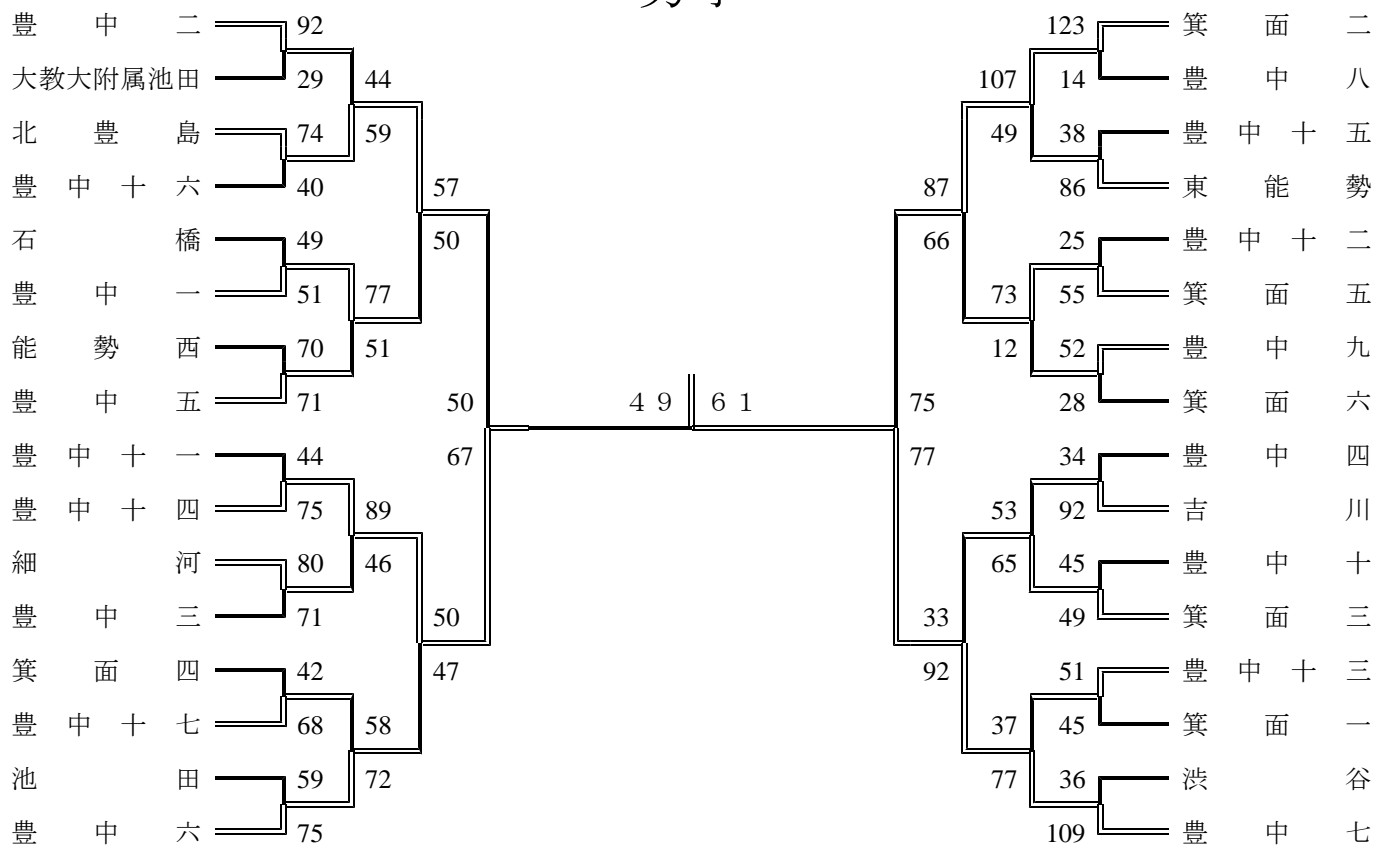 豊中二 92 123 箕面二
大教大附属池田 29 44 107 14 豊中八
北豊島 74 59 49 38 豊中十五
豊中十六 40 57 87 86 東能勢
石橋 49 50 66 25 豊中十二
豊中一 51 77 73 55 箕面五
能勢西 70 51 12 52 豊中九
豊中五 71 50 49 61 75 28 箕面六
豊中十一 44 67 77 34 豊中四
豊中十四 75 89 53 92 吉川
細河 80 46 65 45 豊中十
豊中三 71 50 33 49 箕面三
箕面四 42 47 92 51 豊中十三
豊中十七 68 58 37 45 箕面一
池田 59 72 77 36 渋谷
豊中六 75 109 豊中七